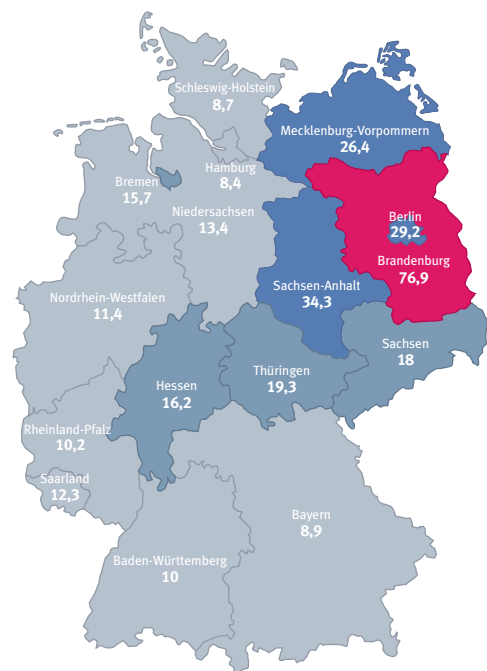 Schleswig-Holstein
8,7
Mecklenburg-Vorpommern
26,4
Hamburg
8,4
Bremen
15,7
Niedersachsen
13,4
Berlin
29,2
Brandenburg
76,9
Sachsen-Anhalt
34,3
Nordrhein-Westfalen
11,4
Sachsen
18
Thüringen
19,3
Hessen
16,2
Rheinland-Pfalz
10,2
Saarland
12,3
Bayern
8,9
Baden-Württemberg
10